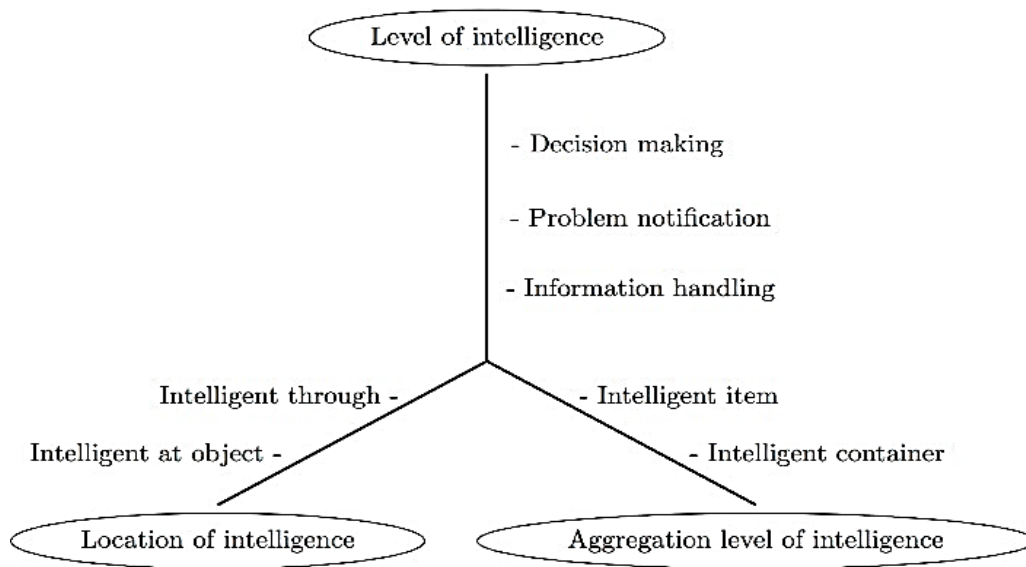 Level of intelligence
- Decision making
- Problem notification
- Information handling
Intelligent through -
- Intelligent item
Intelligent at object -
- Intelligent container
Location of intelligence
Aggregation level of intelligence